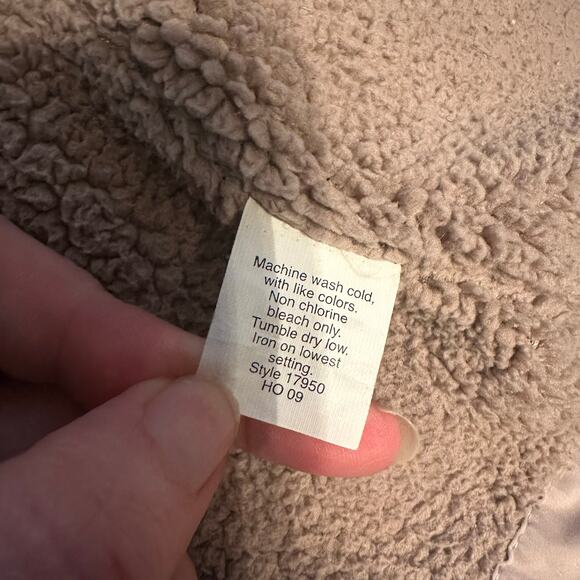 Machine wash cold,
with like colors.
Non chlorine
bleach only.
Tumble dry low.
Iron on lowest
setting.
Style 17950
HO 09